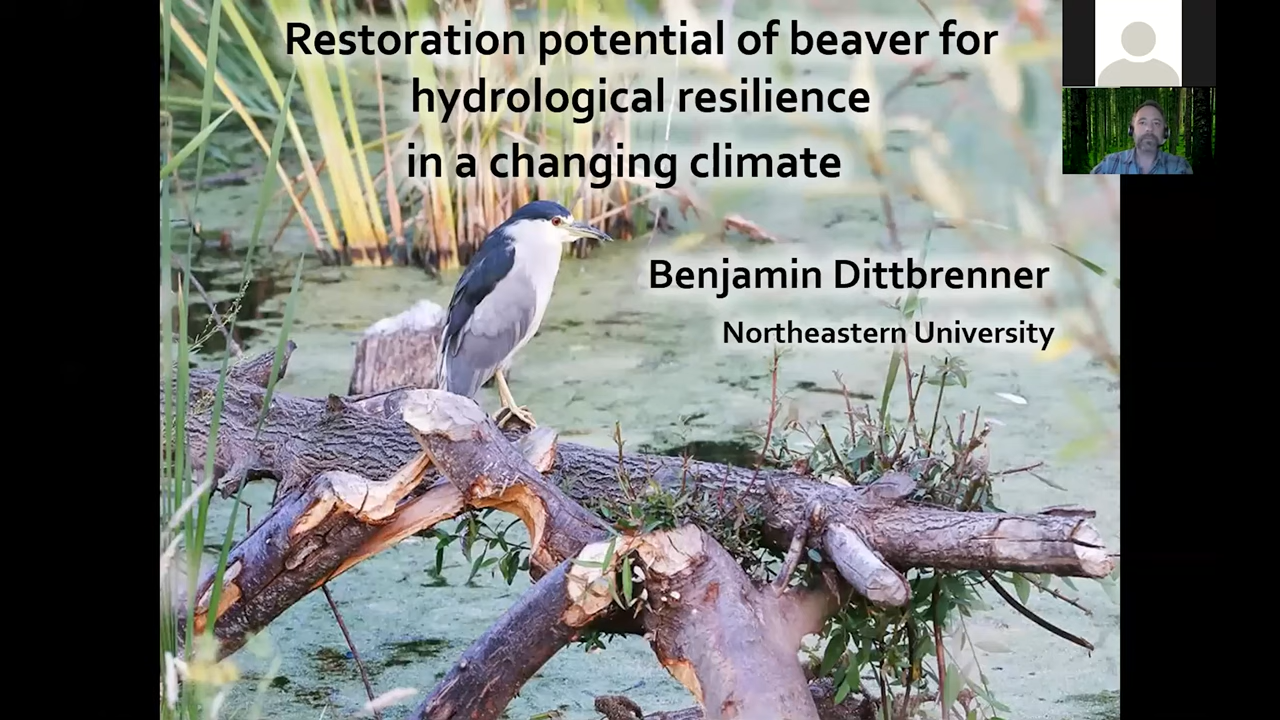 Restoration potential of beaver for
hydrological resilience
in a changing climate
Benjamin Dittbrenner
Northeastern University